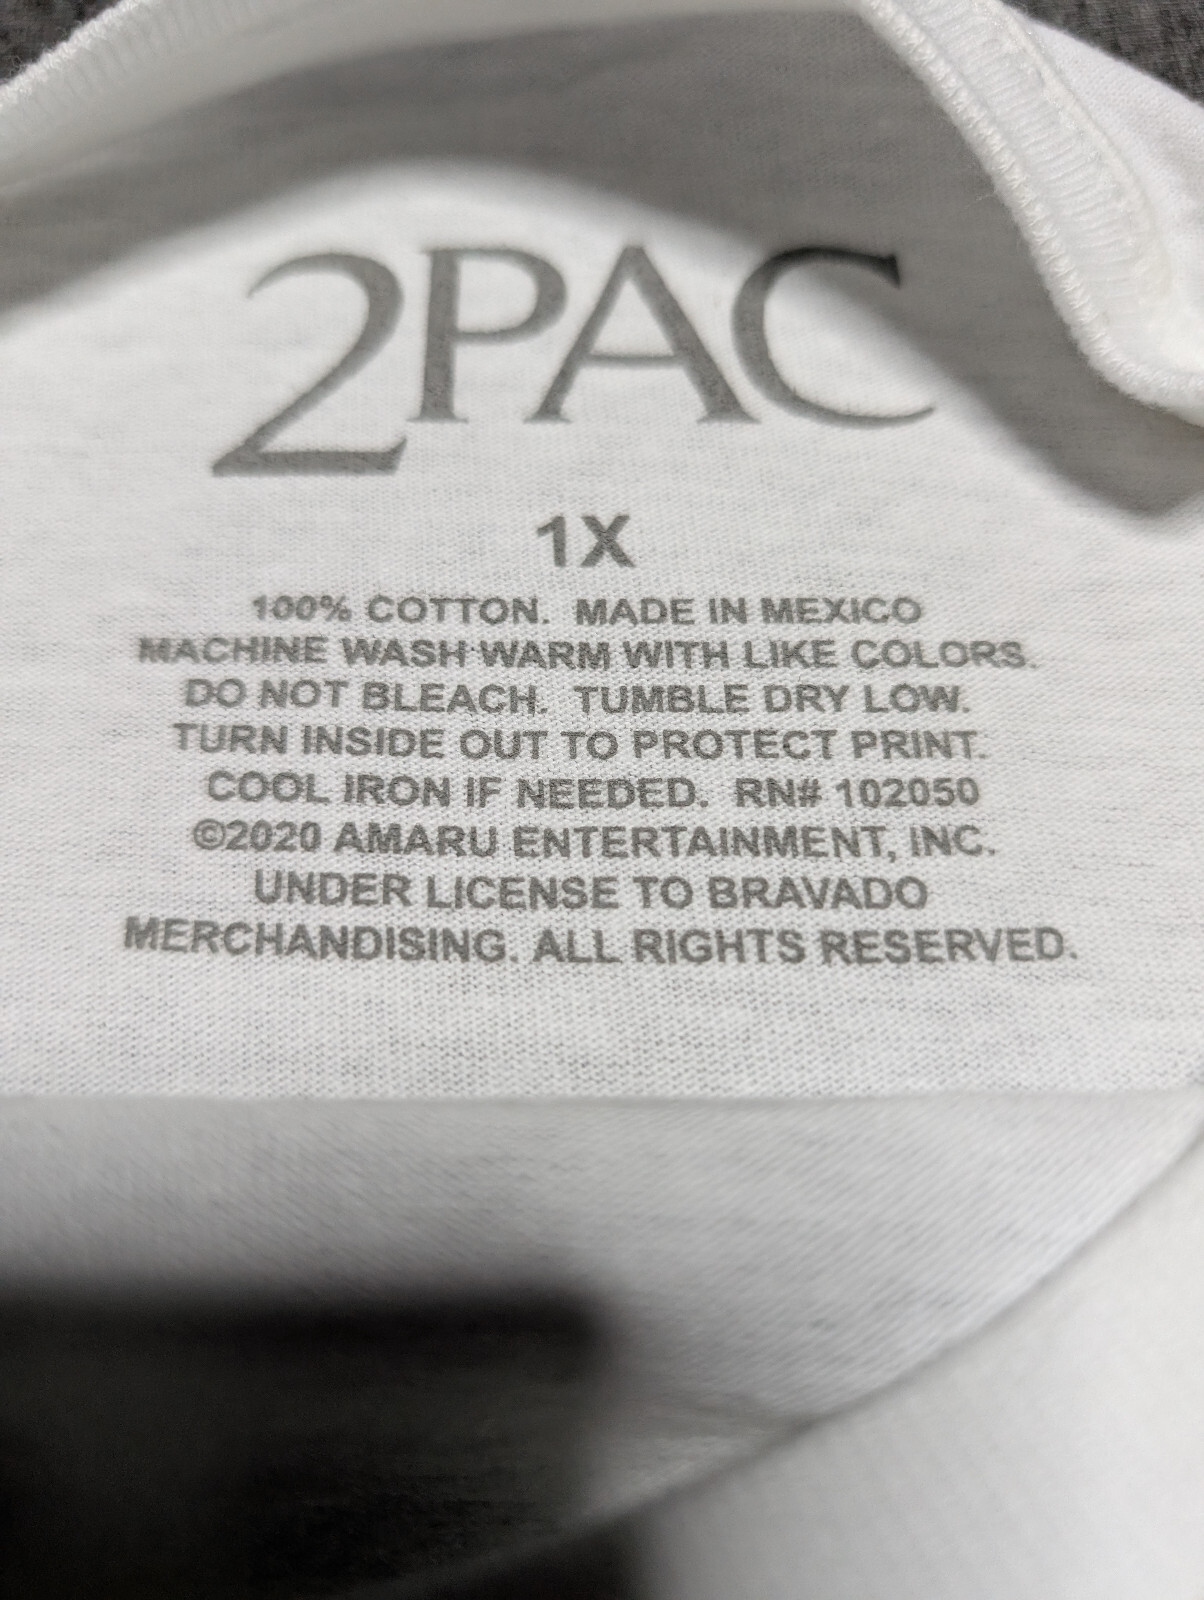 2PAC
1X
100% COTTON. MADE IN MEXICO
MACHINE WASH WARM WITH LIKE COLORS.
DO NOT BLEACH. TUMBLE DRY LOW.
TURN INSIDE OUT TO PROTECT PRINT.
COOL IRON IF NEEDED. RN# 102050
©2020 AMARU ENTERTAINMENT, INC.
UNDER LICENSE TO BRAVADO
MERCHANDISING. ALL RIGHTS RESERVED.